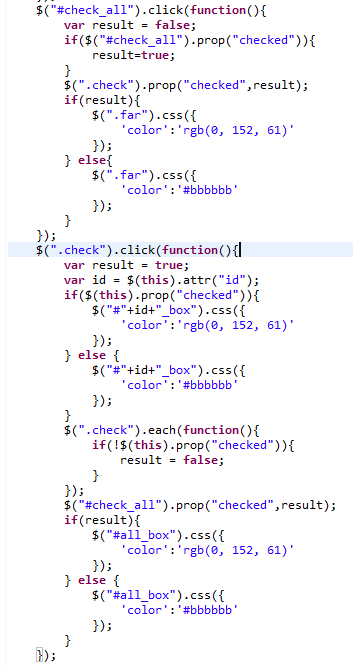 $("#check_all").click(function(){
    var result = false;
    if($("#check_all").prop("checked")){
        result=true;
    }
    $(".check").prop("checked",result);
    if(result){
        $(".far").css({
            'color':'rgb(0, 152, 61)'
        });
    } else{
        $(".far").css({
            'color':'#bbbbbb'
        });
    }
});
$(".check").click(function(){
    var result = true;
    var id = $(this).attr("id");
    if($(this).prop("checked")){
        $("#"+id+"_box").css({
            'color':'rgb(0, 152, 61)'
        });
    } else {
        $("#"+id+"_box").css({
            'color':'#bbbbbb'
        });
    }
    $(".check").each(function(){
        if(!$(this).prop("checked")){
            result = false;
        }
    });
    $("#check_all").prop("checked",result);
    if(result){
        $("#all_box").css({
            'color':'rgb(0, 152, 61)'
        });
    } else {
        $("#all_box").css({
            'color':'#bbbbbb'
        });
    }
});